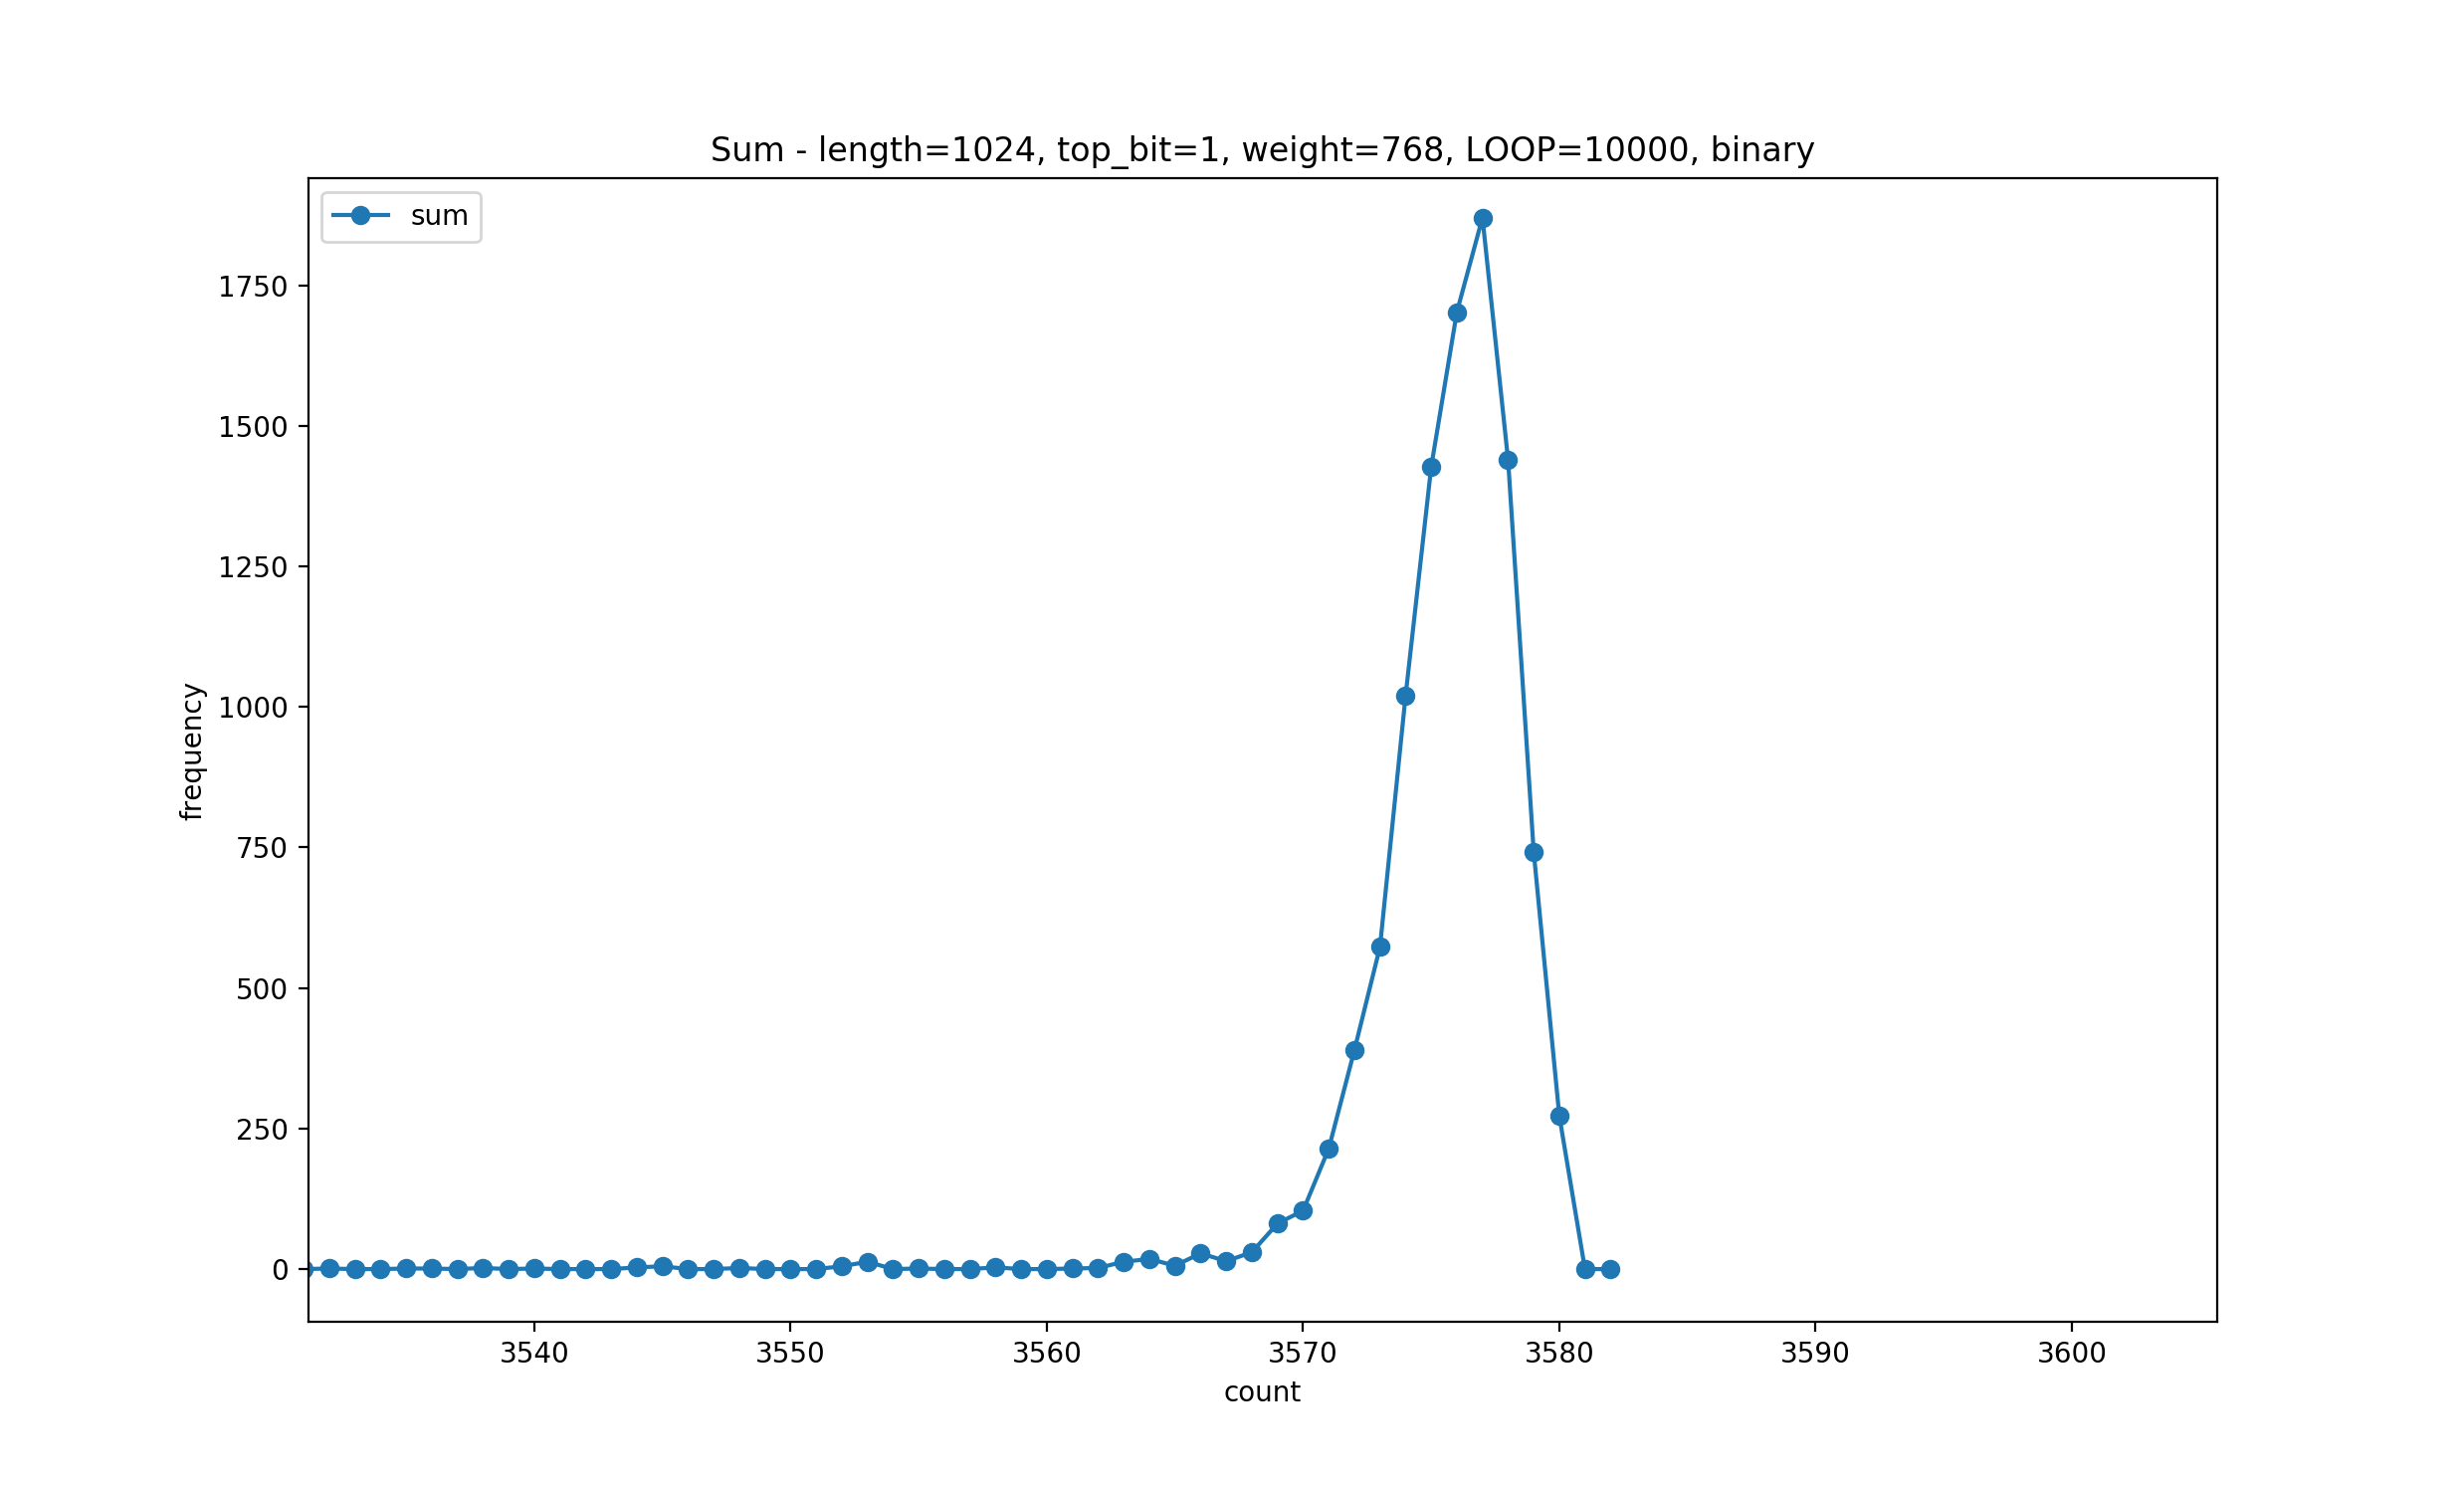 Sum - length=1024, top_bit=1, weight=768, LOOP=10000, binary
sum
1750
1500
1250
1000
750
500
250
0
frequency
3540 3550 3560 3570 3580 3590 3600
count